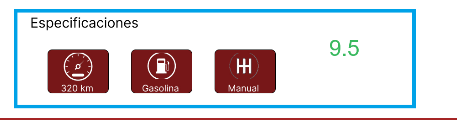 Especificaciones
9.5
320 km
Gasolina
Manual